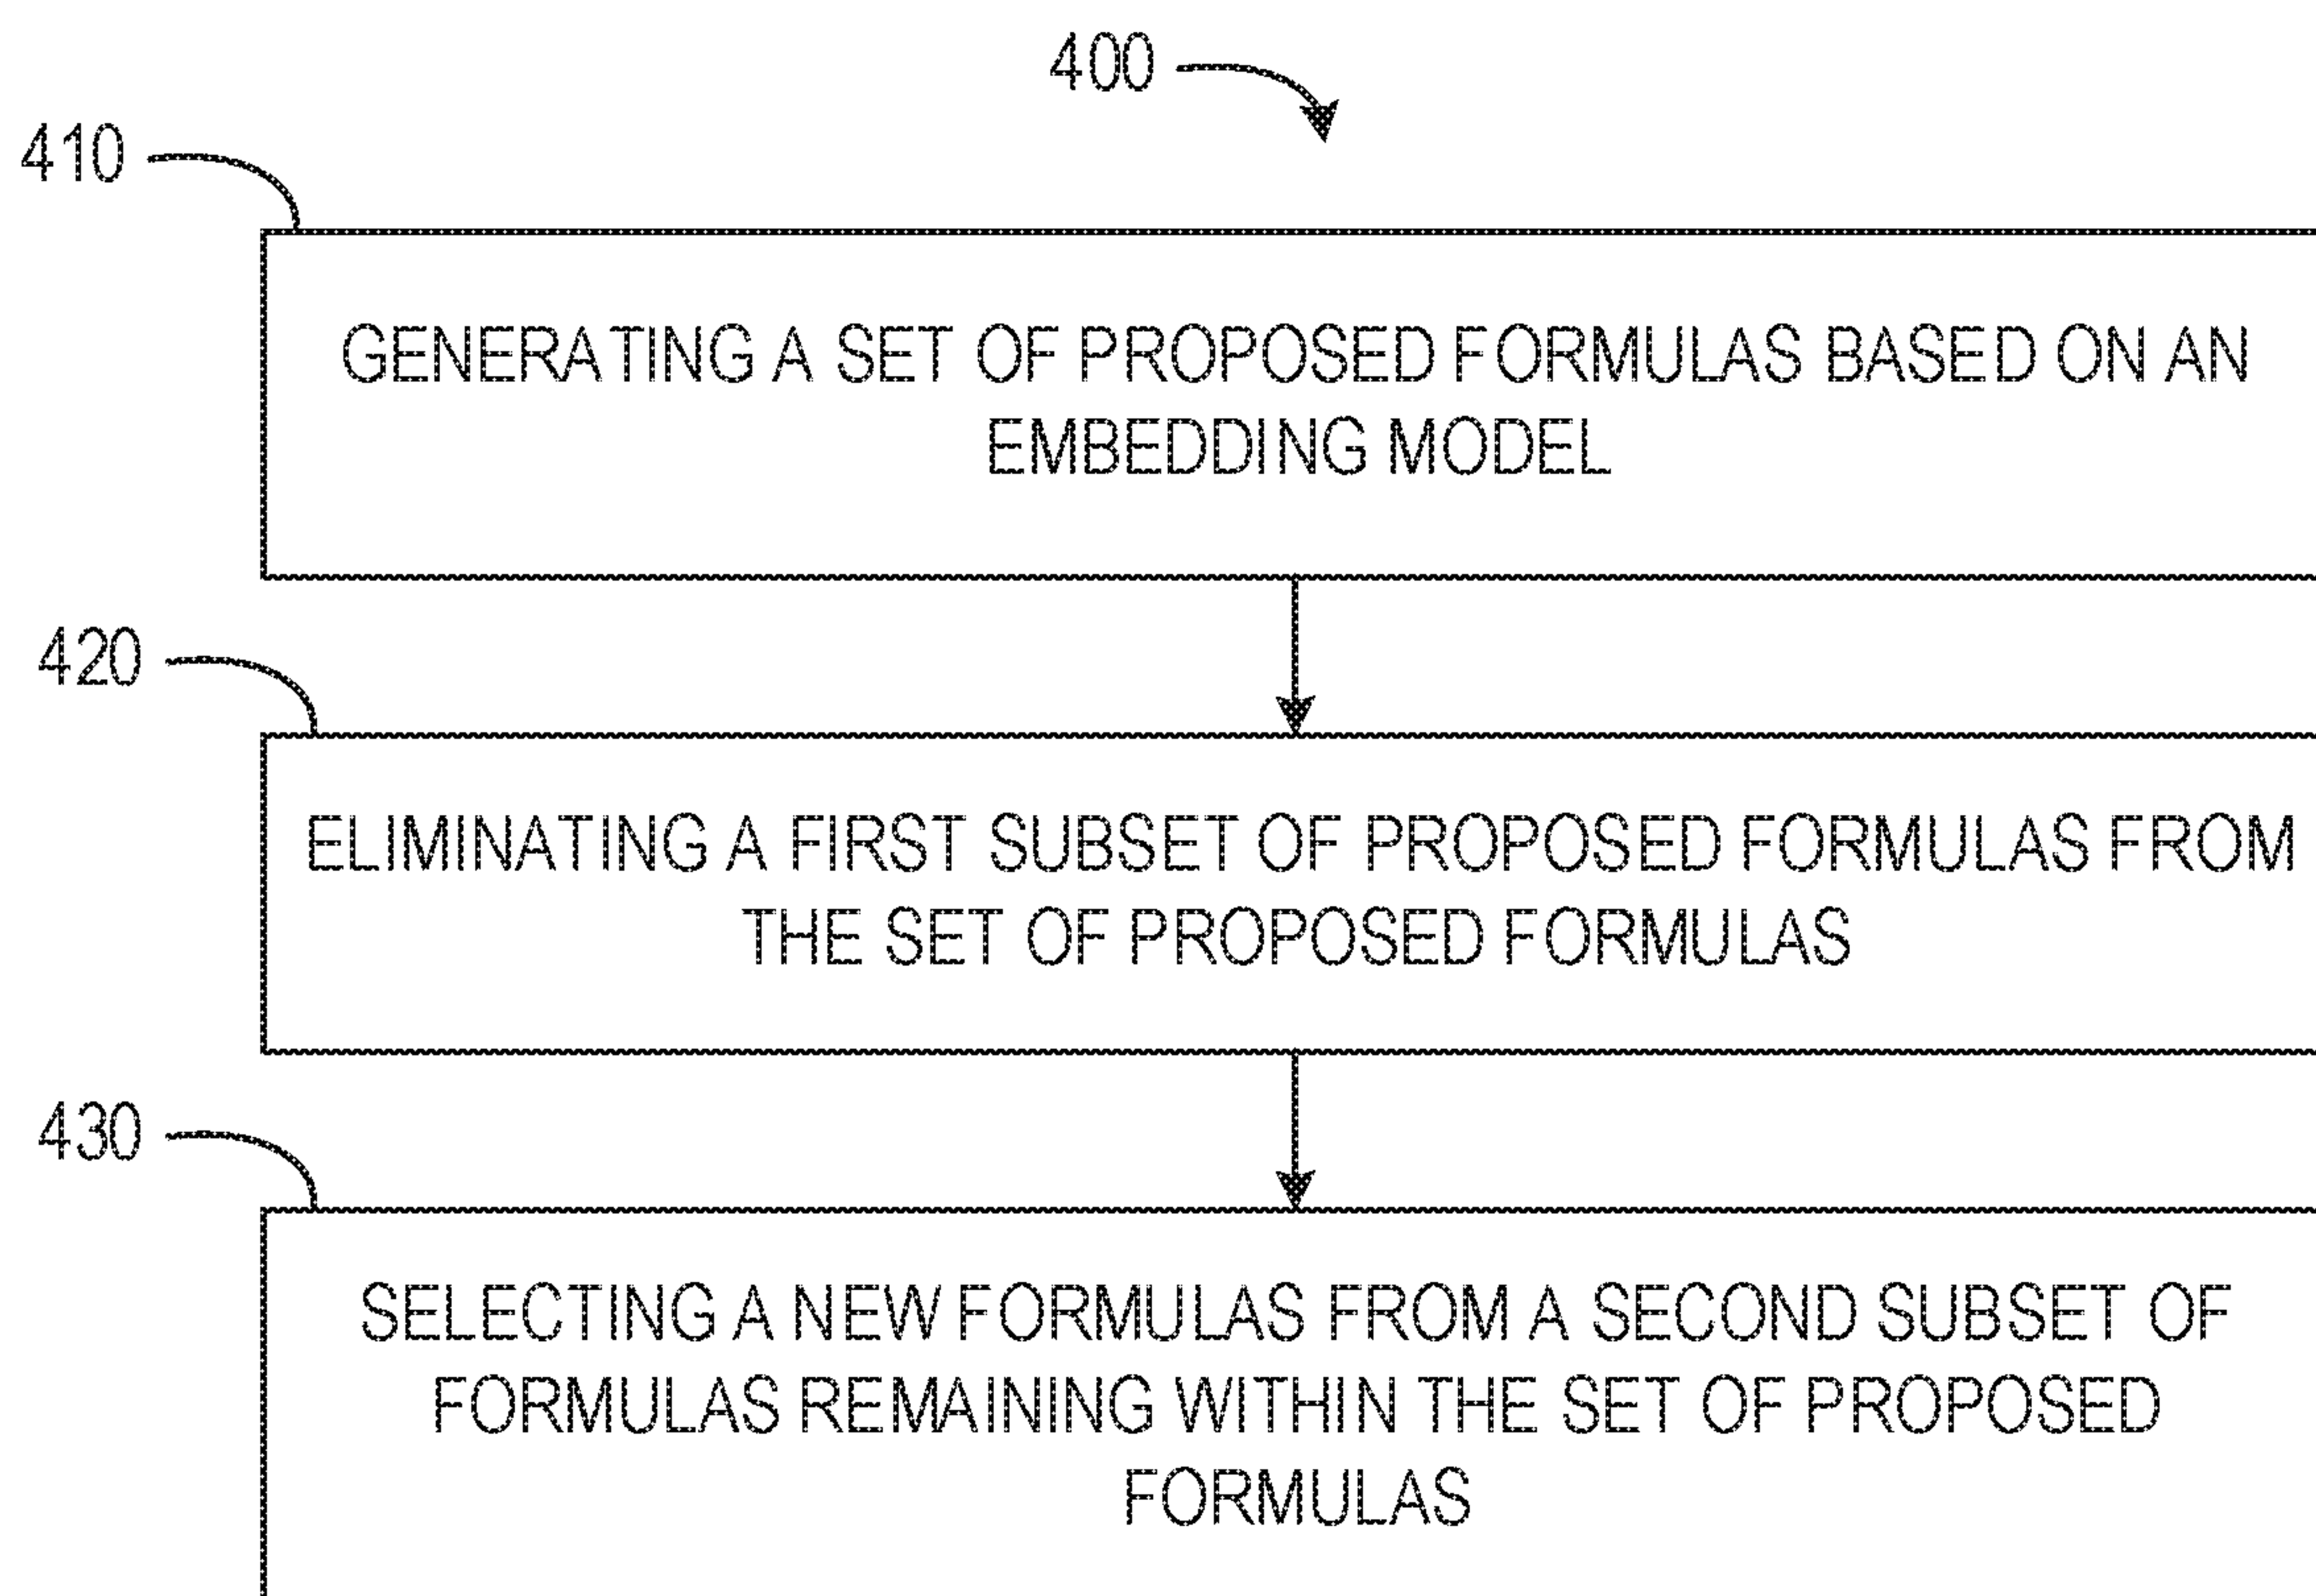 400
410
GENERATING A SET OF PROPOSED FORMULAS BASED ON AN
EMBEDDING MODEL
420
ELIMINATING A FIRST SUBSET OF PROPOSED FORMULAS FROM
THE SET OF PROPOSED FORMULAS
430
SELECTING A NEW FORMULAS FROM A SECOND SUBSET OF
FORMULAS REMAINING WITHIN THE SET OF PROPOSED
FORMULAS